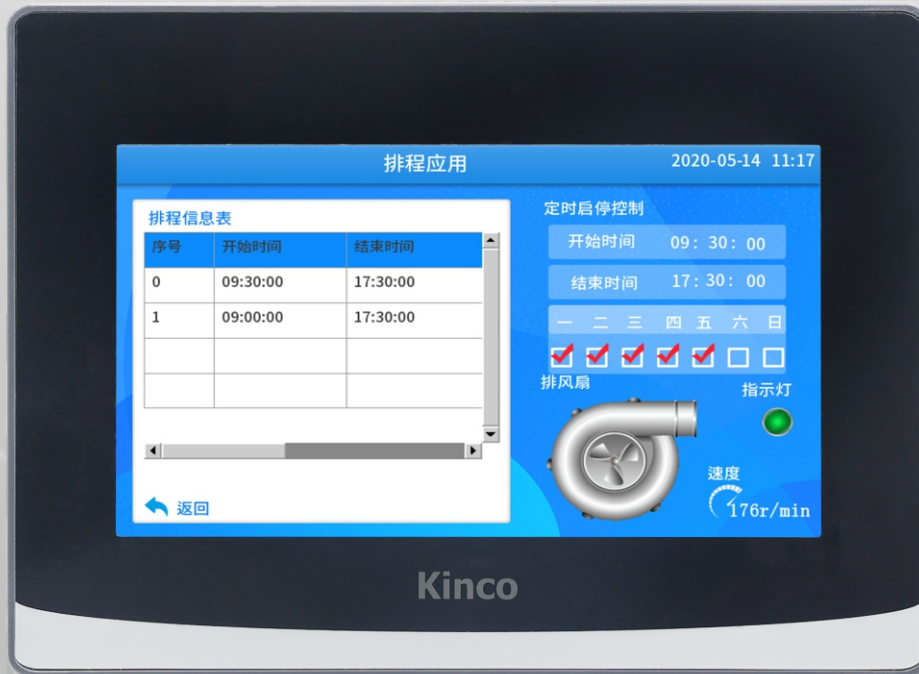 排程应用
2020-05-14 11:17
排程信息表
序号 开始时间 结束时间
0 09:30:00 17:30:00
1 09:00:00 17:30:00
返回
定时启停控制
开始时间 09: 30: 00
结束时间 17: 30: 00
一 二 三 四 五 六 日
排风扇
指示灯
速度
176r/min
Kinco